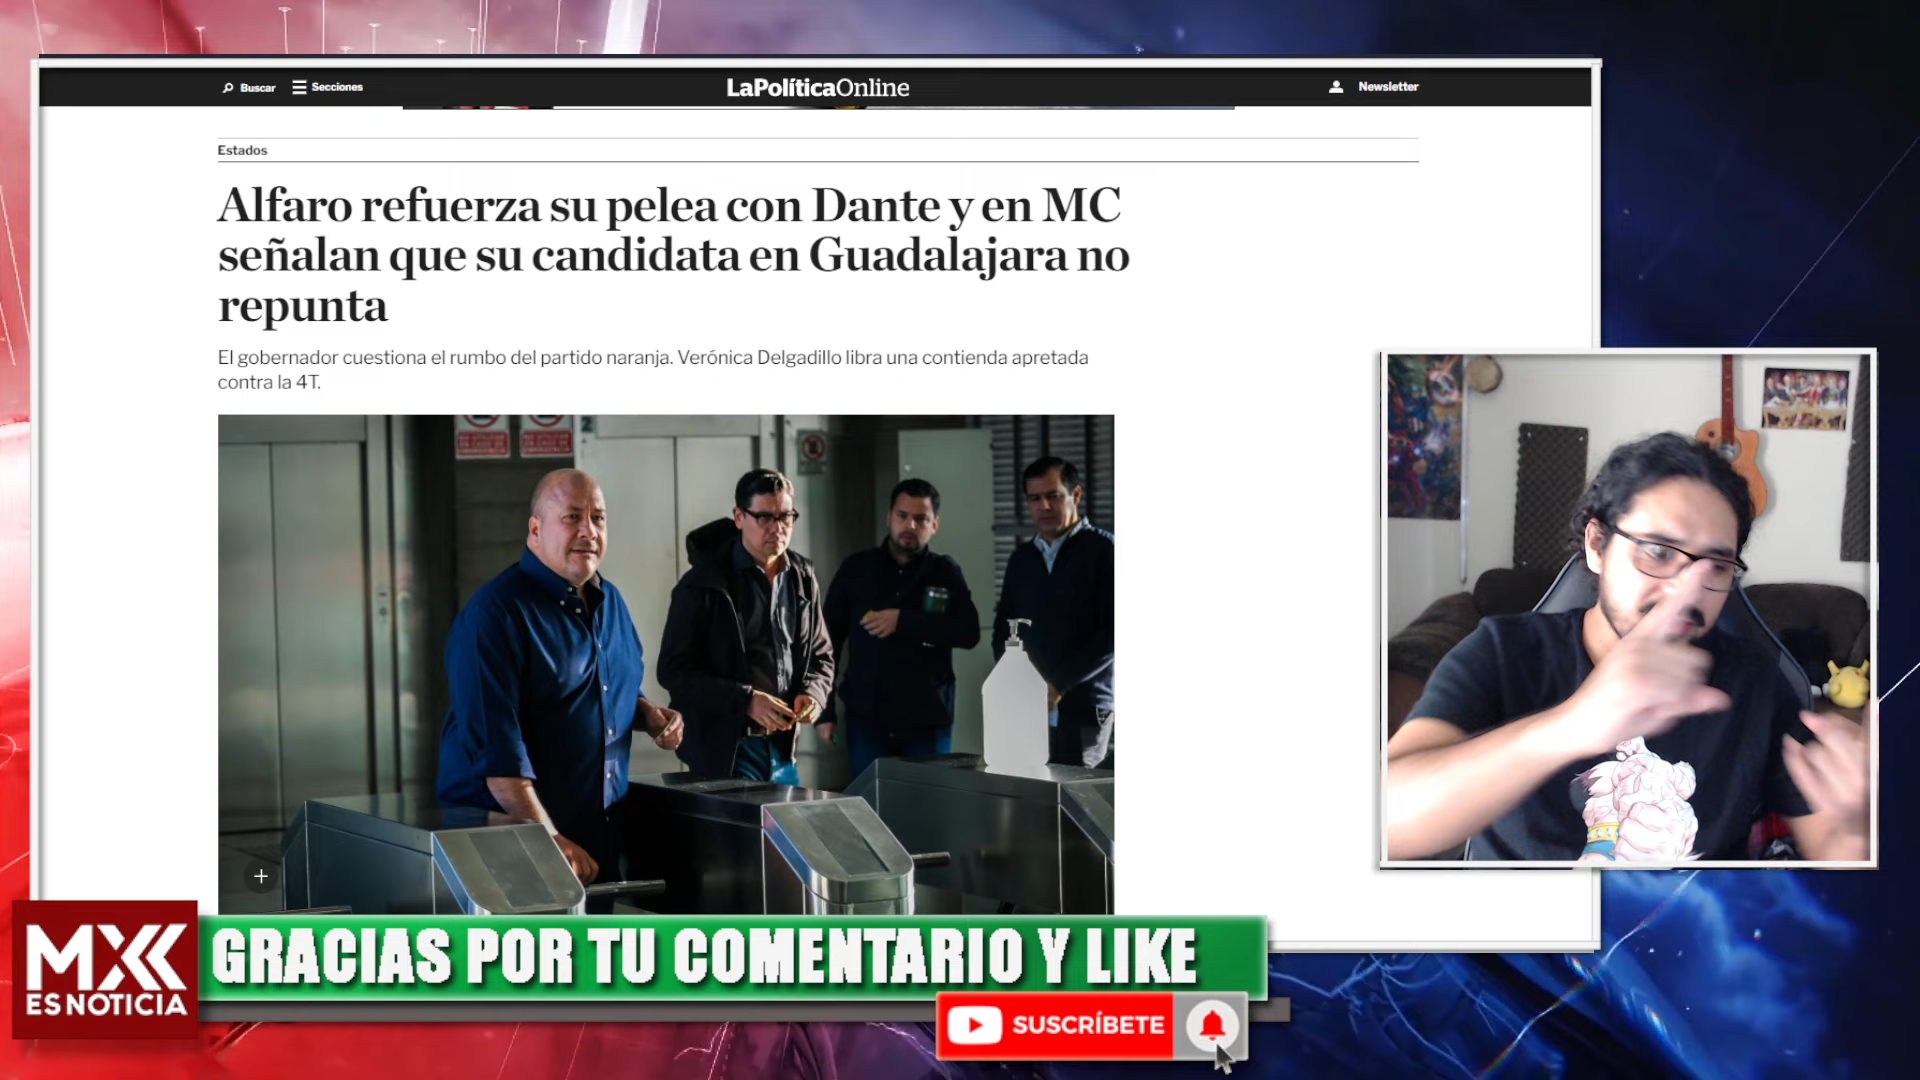 Buscar
Secciones
LaPolíticaOnline
Newsletter
Estados
Alfaro refuerza su pelea con Dante y en MC
señalan que su candidata en Guadalajara no
repunta
El gobernador cuestiona el rumbo del partido naranja. Verónica Delgadillo libra una contienda apretada
contra la 4T.
2
+
MX
ES NOTICIA
GRACIAS POR TU COMENTARIO Y LIKE
SUSCRÍBETE